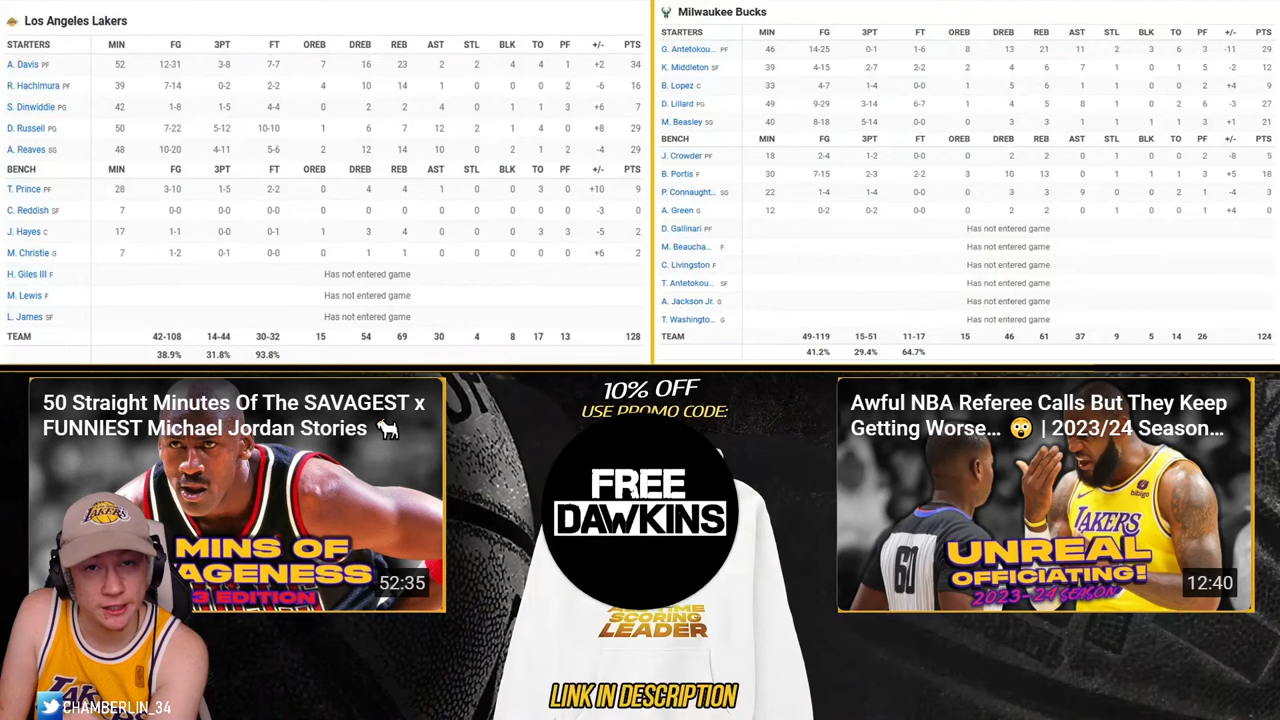 Los Angeles Lakers
STARTERS MIN FG 3PT FT OREB DREB REB AST STL BLK TO PF +/- PTS
A. Davis PF 52 12-31 3-8 7-7 7 16 23 2 2 4 4 1 +2 34
R. Hachimura PF 39 7-14 0-2 2-2 4 10 14 1 0 0 0 2 -6 16
S. Dinwiddie PG 42 1-8 1-5 4-4 0 2 2 4 0 1 1 3 +6 7
D. Russell PG 50 7-22 5-12 10-10 1 6 7 12 2 1 4 0 +8 29
A. Reaves SG 48 10-20 4-11 5-6 2 12 14 10 0 2 1 2 -4 29
BENCH MIN FG 3PT FT OREB DREB REB AST STL BLK TO PF +/- PTS
T. Prince PF 28 3-10 1-5 2-2 0 4 4 1 0 0 3 0 +10 9
C. Reddish SF 7 0-0 0-0 0-0 0 0 0 0 0 0 0 0 -3 0
J. Hayes C 17 1-1 0-0 0-1 1 3 4 0 0 0 3 3 -5 2
M. Christie G 7 1-2 0-1 0-0 0 1 1 0 0 0 0 0 +6 2
H. Giles III F Has not entered game
M. Lewis F Has not entered game
L. James SF Has not entered game
TEAM 42-108 14-44 30-32 15 54 69 30 4 8 17 13 128
38.9% 31.8% 93.8%
Milwaukee Bucks
STARTERS MIN FG 3PT FT OREB DREB REB AST STL BLK TO PF +/- PTS
G. Antetokou... PF 46 14-25 0-1 1-6 8 13 21 11 2 3 6 3 -11 29
K. Middleton SF 39 4-15 2-7 2-2 2 4 6 7 1 0 1 5 -2 12
B. Lopez C 33 4-7 1-4 0-0 1 5 6 1 1 0 0 2 +4 9
D. Lillard PG 49 9-29 3-14 6-7 1 4 5 8 1 0 2 6 -3 27
M. Beasley SG 40 8-18 5-14 0-0 0 3 3 1 1 1 1 3 +1 21
BENCH MIN FG 3PT FT OREB DREB REB AST STL BLK TO PF +/- PTS
J. Crowder PF 18 2-4 1-2 0-0 0 2 2 0 1 0 0 2 -8 5
B. Portis F 30 7-15 2-3 2-2 3 10 13 0 1 1 1 3 +5 18
P. Connaught... SG 22 1-4 1-4 0-0 0 3 3 9 0 0 2 1 -4 3
A. Green G 12 0-2 0-2 0-0 0 2 2 0 1 0 0 1 +4 0
D. Gallinari PF Has not entered game
M. Beaucha... F Has not entered game
C. Livingston F Has not entered game
T. Antetokou... SF Has not entered game
A. Jackson Jr. G Has not entered game
T. Washingto... G Has not entered game
TEAM 49-119 15-51 11-17 15 46 61 37 9 5 14 26 124
41.2% 29.4% 64.7%
50 Straight Minutes Of The SAVAGEST x
FUNNIEST Michael Jordan Stories 🐐
MINS OF
AGENESS
3 EDITION
52:35
LAKERS
LAK
CHAMBERLIN_34
10% OFF
USE PROMO CODE:
FREE
DAWKINS
SCORING
LEADER
LINK IN DESCRIPTION
Awful NBA Referee Calls But They Keep
Getting Worse... 😲 | 2023/24 Season...
bibigo
LAKERS
60
UNREAL
OFFICIATING!
2023-24 SEASON
12:40